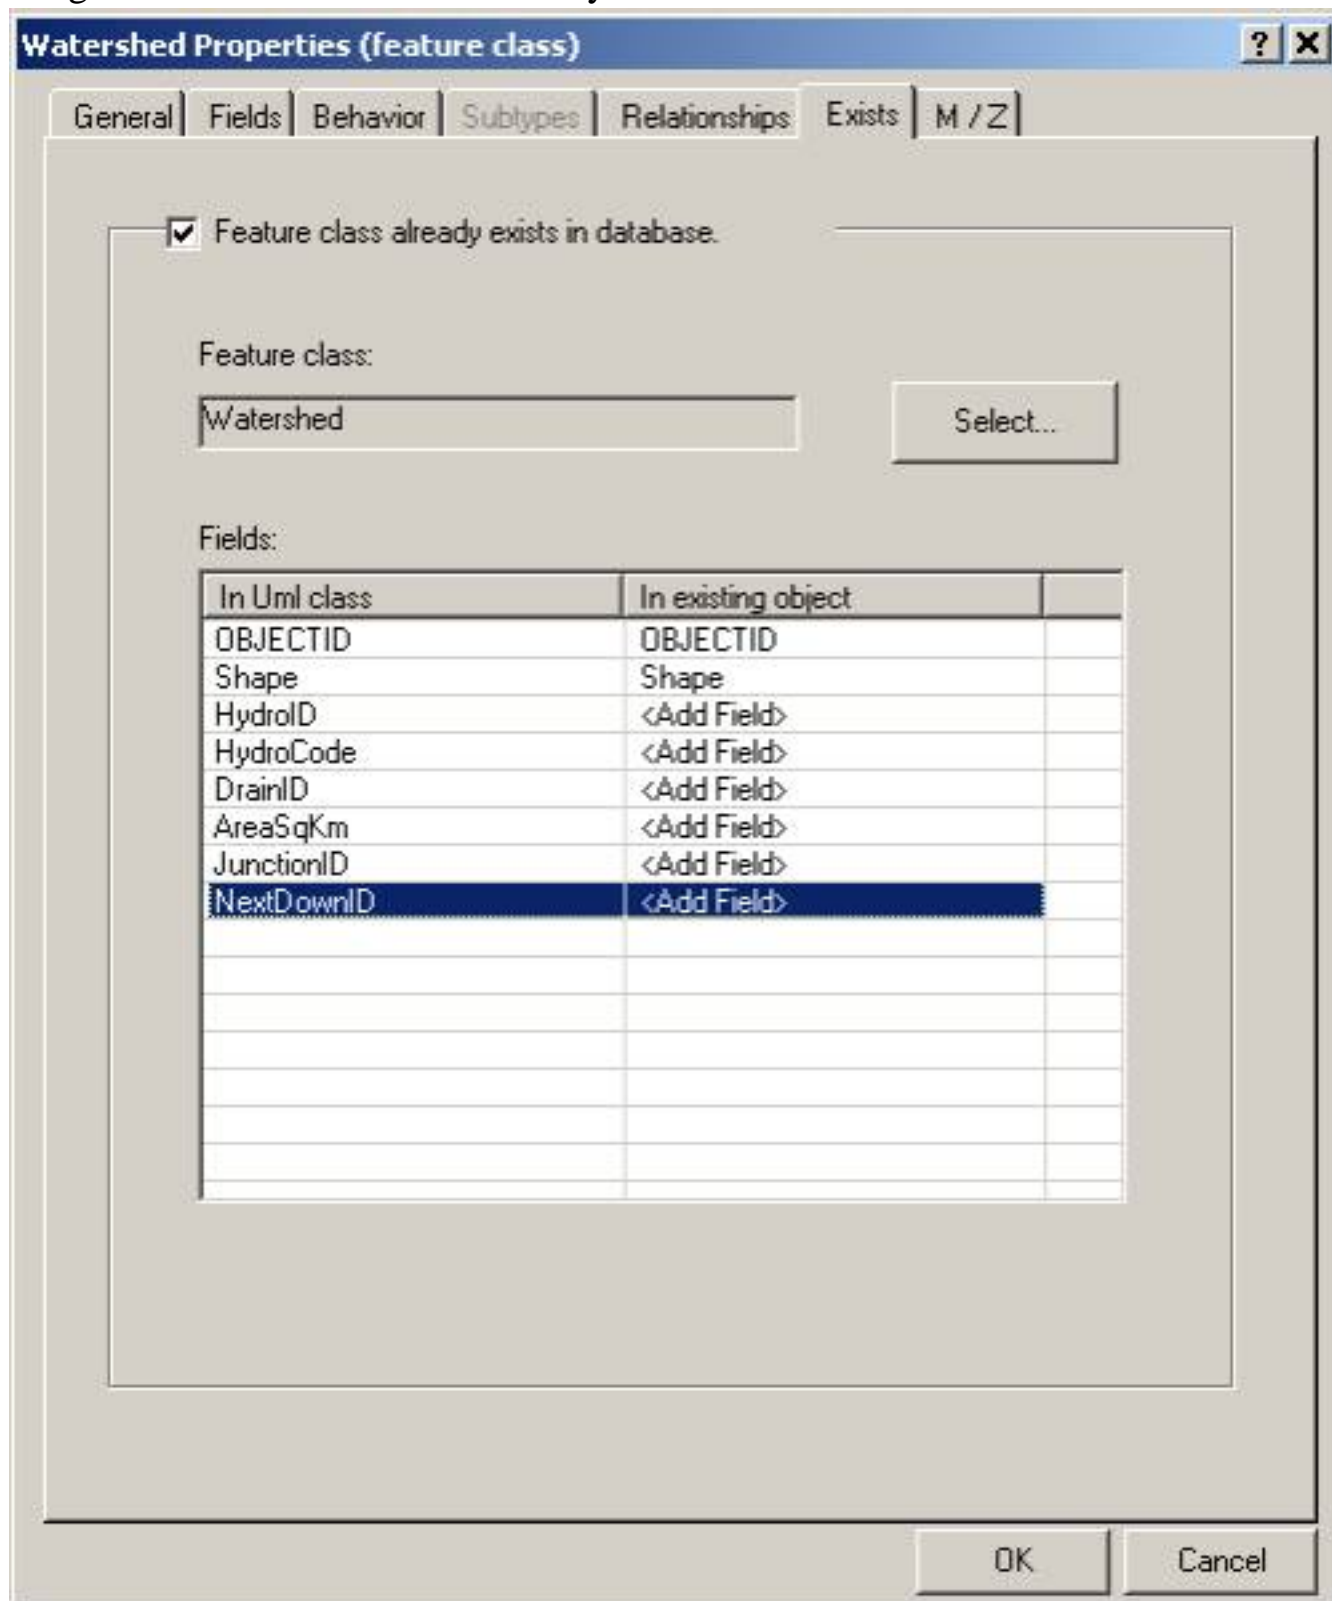 Watershed Properties (feature class)
General Fields Behavior Subtypes Relationships Exists M / Z
Feature class already exists in database.
Feature class:
Watershed Select...
Fields:
In Uml class In existing object
OBJECTID OBJECTID
Shape Shape
HydroID <Add Field>
HydroCode <Add Field>
DrainID <Add Field>
AreaSqKm <Add Field>
JunctionID <Add Field>
NextDownID <Add Field>
OK Cancel